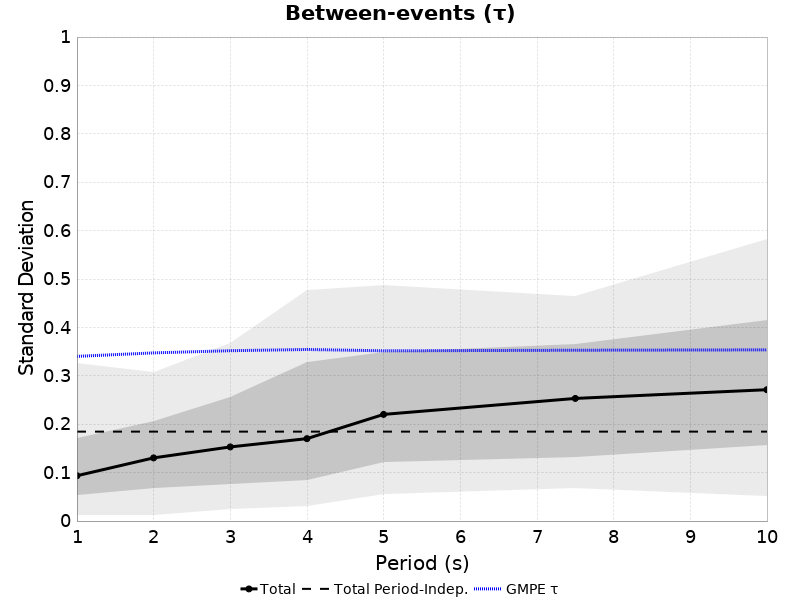 Between-events (τ)
1
0.9
0.8
0.7
0.6
0.5
0.4
0.3
0.2
0.1
0
Standard Deviation
1 2 3 4 5 6 7 8 9 10
Period (s)
Total Total Period-Indep. GMPE τ